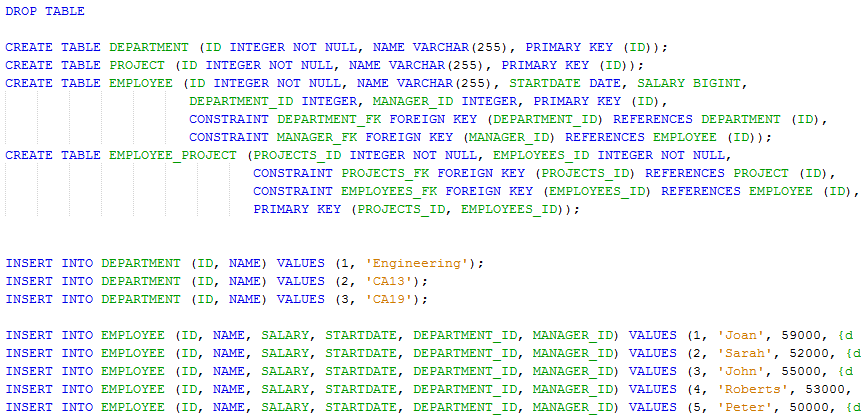 DROP TABLE
CREATE TABLE DEPARTMENT (ID INTEGER NOT NULL, NAME VARCHAR(255), PRIMARY KEY (ID));
CREATE TABLE PROJECT (ID INTEGER NOT NULL, NAME VARCHAR(255), PRIMARY KEY (ID));
CREATE TABLE EMPLOYEE (ID INTEGER NOT NULL, NAME VARCHAR(255), STARTDATE DATE, SALARY BIGINT,
DEPARTMENT_ID INTEGER, MANAGER_ID INTEGER, PRIMARY KEY (ID),
CONSTRAINT DEPARTMENT_FK FOREIGN KEY (DEPARTMENT_ID) REFERENCES DEPARTMENT (ID),
CONSTRAINT MANAGER_FK FOREIGN KEY (MANAGER_ID) REFERENCES EMPLOYEE (ID));
CREATE TABLE EMPLOYEE_PROJECT (PROJECTS_ID INTEGER NOT NULL, EMPLOYEES_ID INTEGER NOT NULL,
CONSTRAINT PROJECTS_FK FOREIGN KEY (PROJECTS_ID) REFERENCES PROJECT (ID),
CONSTRAINT EMPLOYEES_FK FOREIGN KEY (EMPLOYEES_ID) REFERENCES EMPLOYEE (ID),
PRIMARY KEY (PROJECTS_ID, EMPLOYEES_ID));
INSERT INTO DEPARTMENT (ID, NAME) VALUES (1, 'Engineering');
INSERT INTO DEPARTMENT (ID, NAME) VALUES (2, 'CA13');
INSERT INTO DEPARTMENT (ID, NAME) VALUES (3, 'CA19');
INSERT INTO EMPLOYEE (ID, NAME, SALARY, STARTDATE, DEPARTMENT_ID, MANAGER_ID) VALUES (1, 'Joan', 59000, {d
INSERT INTO EMPLOYEE (ID, NAME, SALARY, STARTDATE, DEPARTMENT_ID, MANAGER_ID) VALUES (2, 'Sarah', 52000, {d
INSERT INTO EMPLOYEE (ID, NAME, SALARY, STARTDATE, DEPARTMENT_ID, MANAGER_ID) VALUES (3, 'John', 55000, {d
INSERT INTO EMPLOYEE (ID, NAME, SALARY, STARTDATE, DEPARTMENT_ID, MANAGER_ID) VALUES (4, 'Roberts', 53000,
INSERT INTO EMPLOYEE (ID, NAME, SALARY, STARTDATE, DEPARTMENT_ID, MANAGER_ID) VALUES (5, 'Peter', 50000, {d